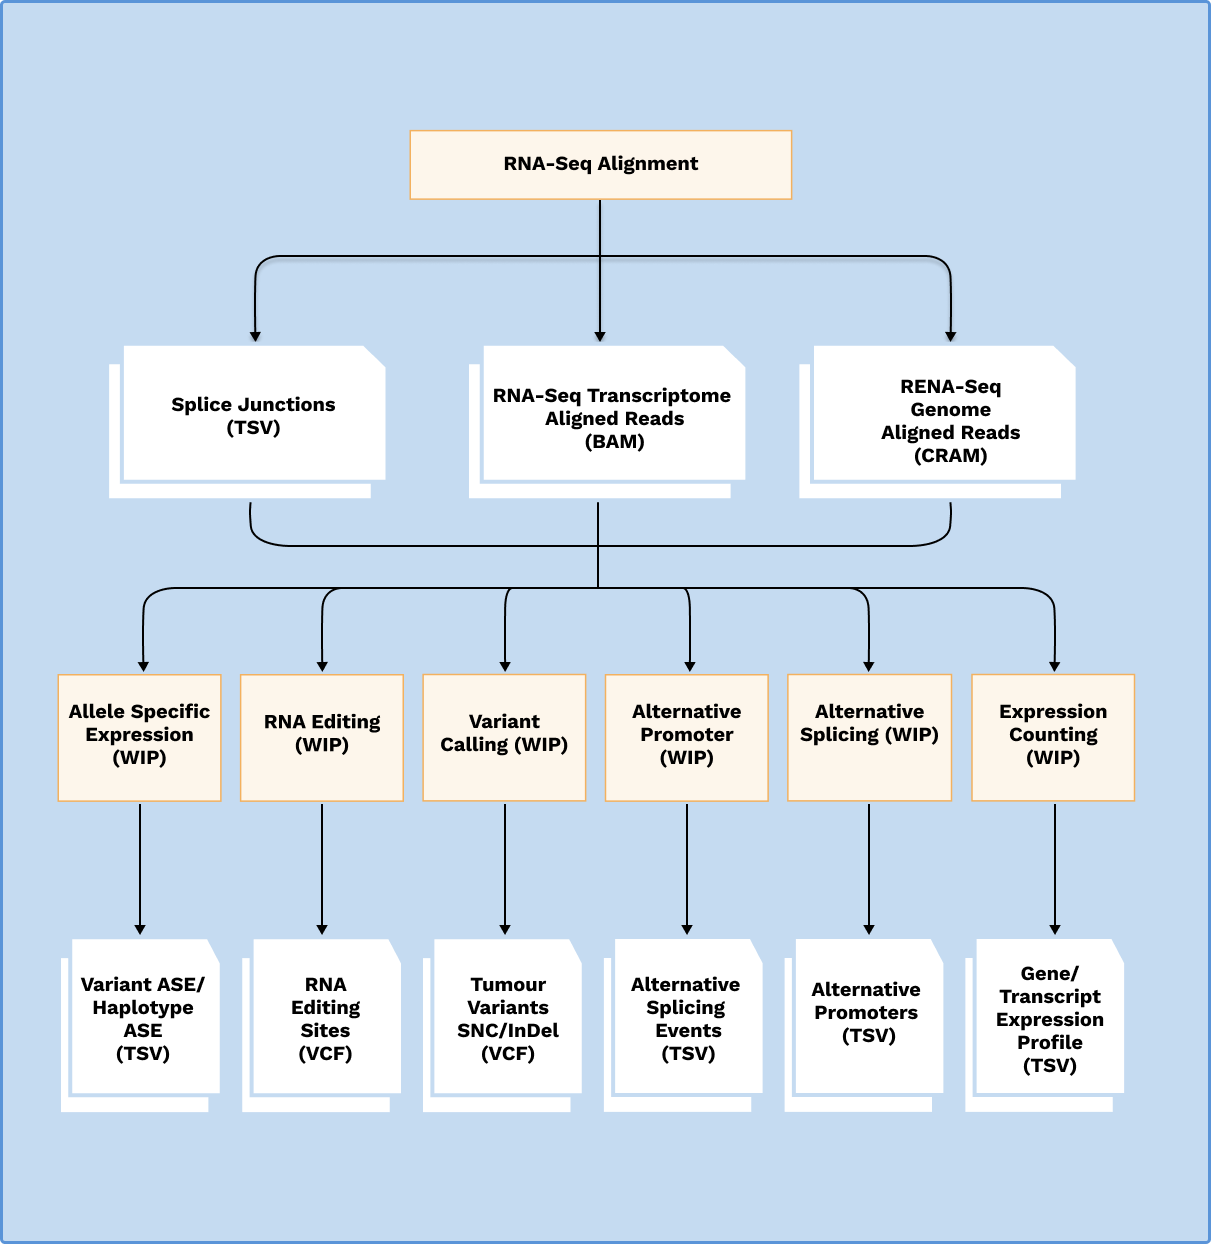 RNA-Seq Alignment
Splice Junctions
(TSV)
RNA-Seq Transcriptome
Aligned Reads
(BAM)
RENA-Seq
Genome
Aligned Reads
(CRAM)
Allele Specific
Expression
(WIP)
RNA Editing
(WIP)
Variant
Calling (WIP)
Alternative
Promoter
(WIP)
Alternative
Splicing (WIP)
Expression
Counting
(WIP)
Variant ASE/
Haplotype
ASE
(TSV)
RNA
Editing
Sites
(VCF)
Tumour
Variants
SNC/InDel
(VCF)
Alternative
Splicing
Events
(TSV)
Alternative
Promoters
(TSV)
Gene/
Transcript
Expression
Profile
(TSV)